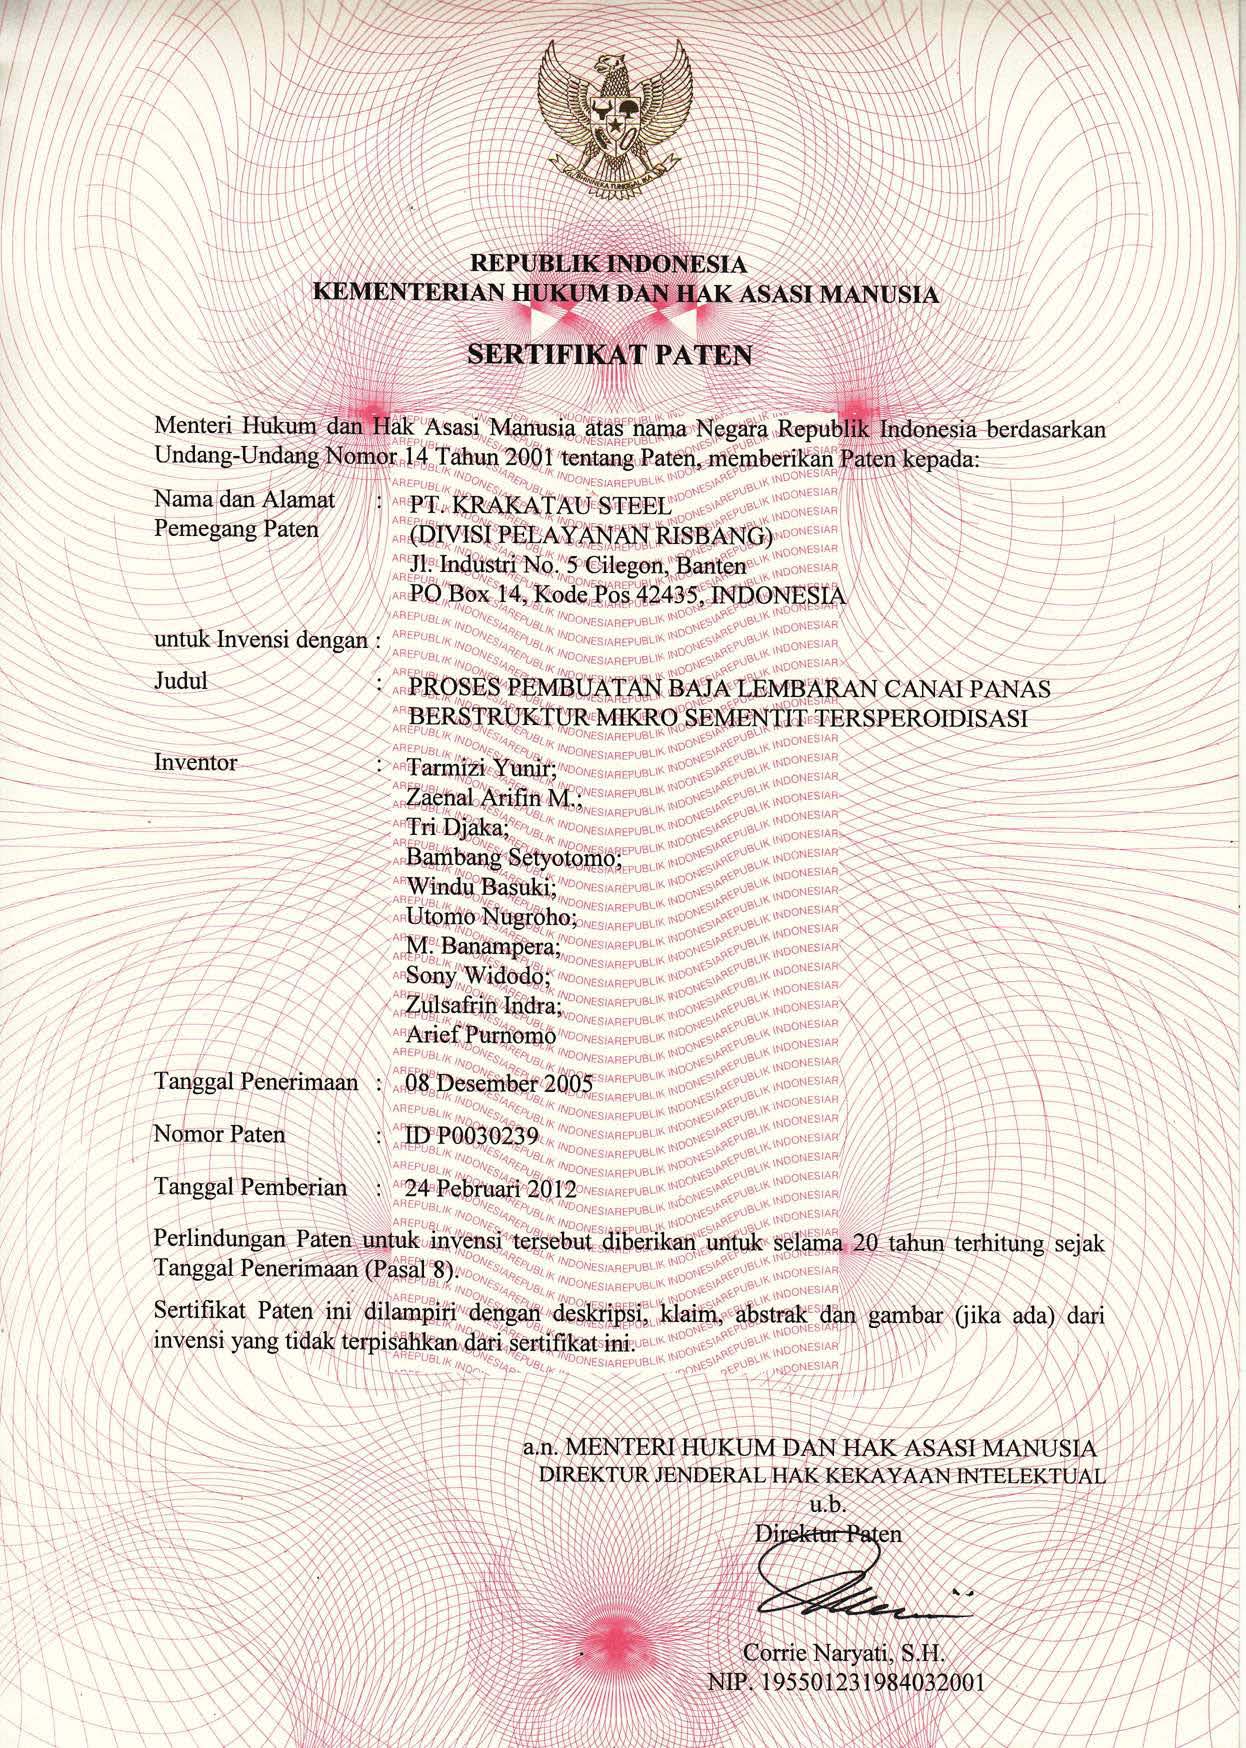 BHINNEKA TUNGGAL IKA
REPUBLIK INDONESIA
KEMENTERIAN HUKUM DAN HAK ASASI MANUSIA
SERTIFIKAT PATEN
Menteri Hukum dan Hak Asasi Manusia atas nama Negara Republik Indonesia berdasarkan
Undang-Undang Nomor 14 Tahun 2001 tentang Paten, memberikan Paten kepada:
Nama dan Alamat : PT. KRAKATAU STEEL
Pemegang Paten (DIVISI PELAYANAN RISBANG)
Jl. Industri No. 5 Cilegon, Banten
PO Box 14, Kode Pos 42435, INDONESIA
untuk Invensi dengan :
Judul : PROSES PEMBUATAN BAJA LEMBARAN CANAI PANAS
BERSTRUKTUR MIKRO SEMENTIT TERSPEROIDISASI
Inventor : Tarmizi Yunir;
Zaenal Arifin M.;
Tri Djaka;
Bambang Setyotomo;
Windu Basuki;
Utomo Nugroho;
M. Banampera;
Sony Widodo;
Zulsafrin Indra;
Arief Purnomo
Tanggal Penerimaan : 08 Desember 2005
Nomor Paten : ID P0030239
Tanggal Pemberian : 24 Pebruari 2012
Perlindungan Paten untuk invensi tersebut diberikan untuk selama 20 tahun terhitung sejak
Tanggal Penerimaan (Pasal 8).
Sertifikat Paten ini dilampiri dengan deskripsi, klaim, abstrak dan gambar (jika ada) dari
invensi yang tidak terpisahkan dari sertifikat ini.
a.n. MENTERI HUKUM DAN HAK ASASI MANUSIA
DIREKTUR JENDERAL HAK KEKAYAAN INTELEKTUAL
u.b.
Direktur Paten
Corrie Naryati, S.H.
NIP. 195501231984032001